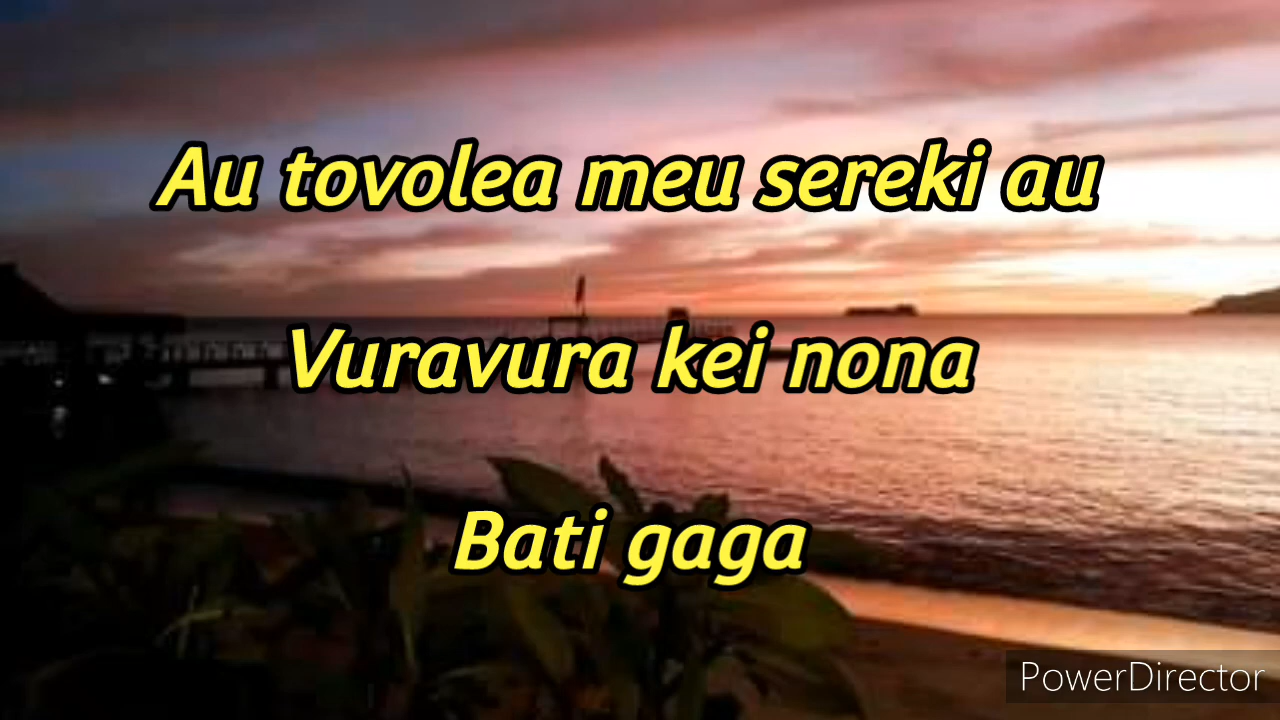 Au tovolea meu sereki au
Vuravura kei nona
Bati gaga
PowerDirector